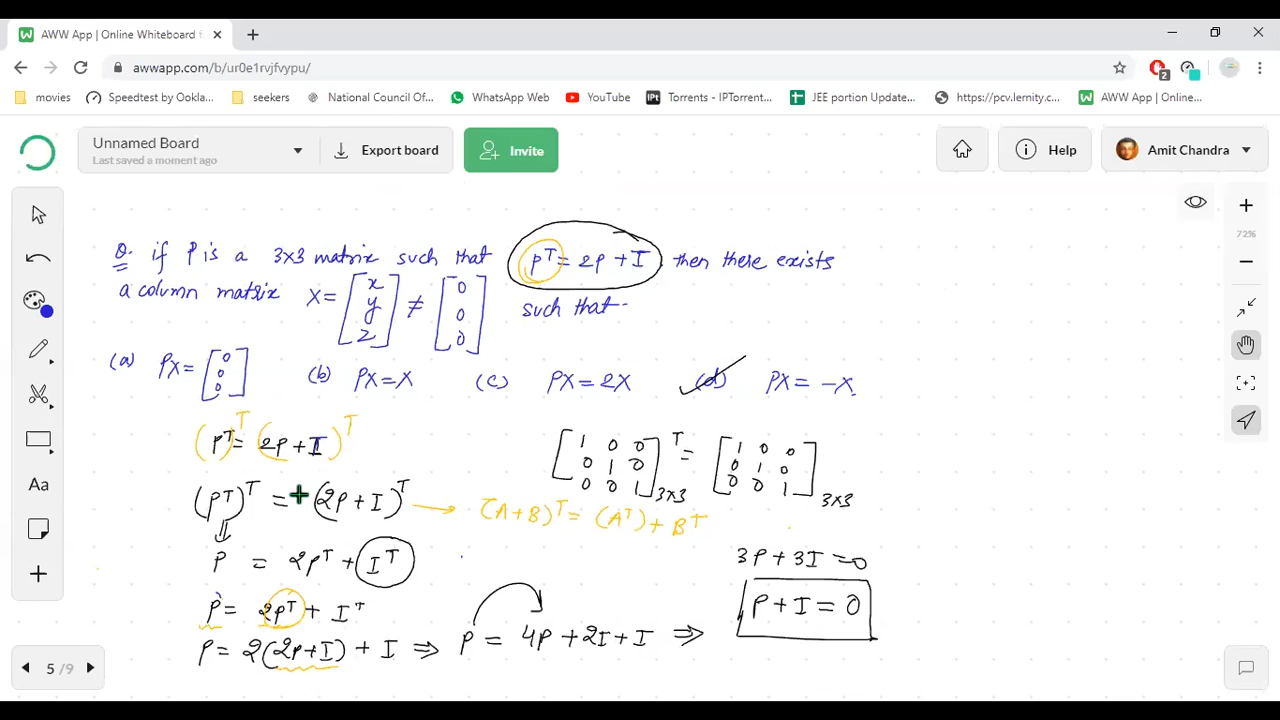 AWW App | Online Whiteboard f
awwapp.com/b/ur0e1rvjfvypu/
2
movies Speedtest by Ookla... seekers National Council Of... WhatsApp Web YouTube IPt Torrents - IPTorrent... JEE portion Update... https://pcv.lernity.c... AWW App | Online...
Unnamed Board
Last saved a moment ago
Export board
Invite
Help
Amit Chandra
72%
Q. if P is a 3x3 matrix such that P^T = 2P + I, then there exists
a column matrix X = [x y z] ≠ [0 0 0] such that
(a) PX = [0 0 0] (b) PX = X (c) PX = 2X (d) PX = -X.
(P^T)^T = (2P + I)^T
[1 0 0; 0 1 0; 0 0 1]^T 3x3 = [1 0 0; 0 1 0; 0 0 1] 3x3
(P^T)^T = (2P + I)^T → (A+B)^T = (A^T) + B^T
⇓
P = 2P^T + I^T
3P + 3I = 0
P = 2P^T + I^T
P + I = 0
P = 2(2P+I) + I ⇒ P = 4P + 2I + I ⇒
Aa
5 /9